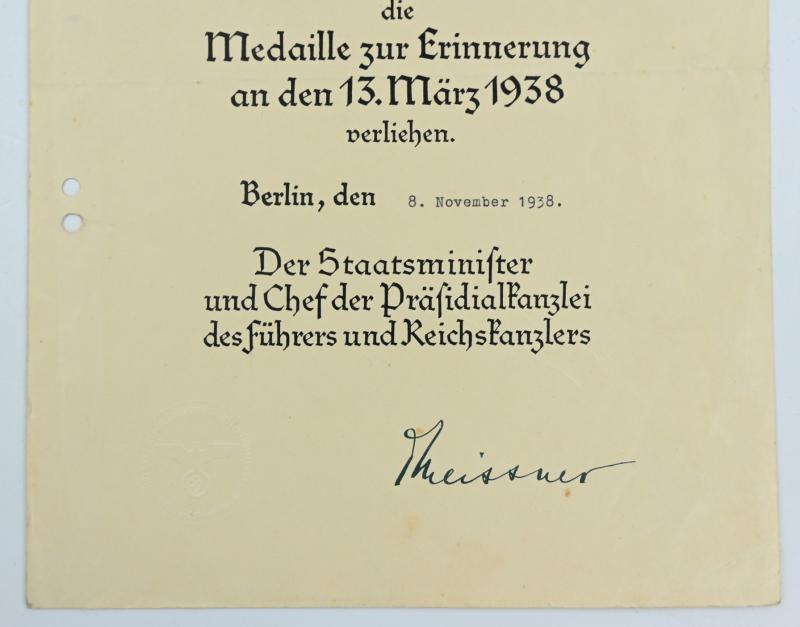 die
Medaille zur Erinnerung
an den 13. März 1938
verliehen.
Berlin, den 8. November 1938.
Der Staatsminiſter
und Chef der Präſidialkanzlei
des Führers und Reichskanzlers
Meissner